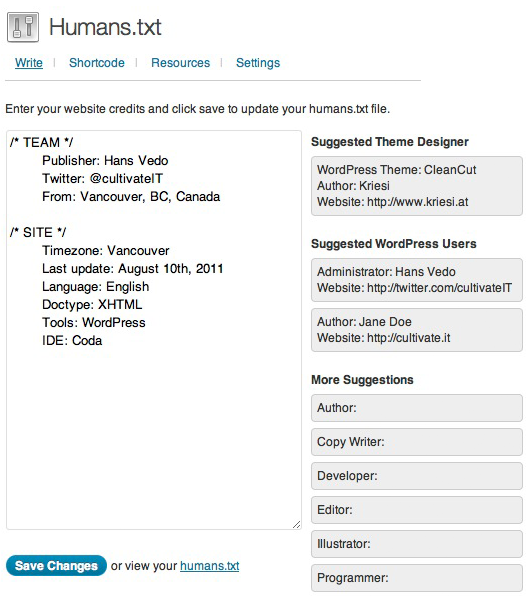 Humans.txt
Write | Shortcode | Resources | Settings
Enter your website credits and click save to update your humans.txt file.
/* TEAM */
Publisher: Hans Vedo
Twitter: @cultivateIT
From: Vancouver, BC, Canada
/* SITE */
Timezone: Vancouver
Last update: August 10th, 2011
Language: English
Doctype: XHTML
Tools: WordPress
IDE: Coda
Save Changes or view your humans.txt
Suggested Theme Designer
WordPress Theme: CleanCut
Author: Kriesi
Website: http://www.kriesi.at
Suggested WordPress Users
Administrator: Hans Vedo
Website: http://twitter.com/cultivateIT
Author: Jane Doe
Website: http://cultivate.it
More Suggestions
Author:
Copy Writer:
Developer:
Editor:
Illustrator:
Programmer: